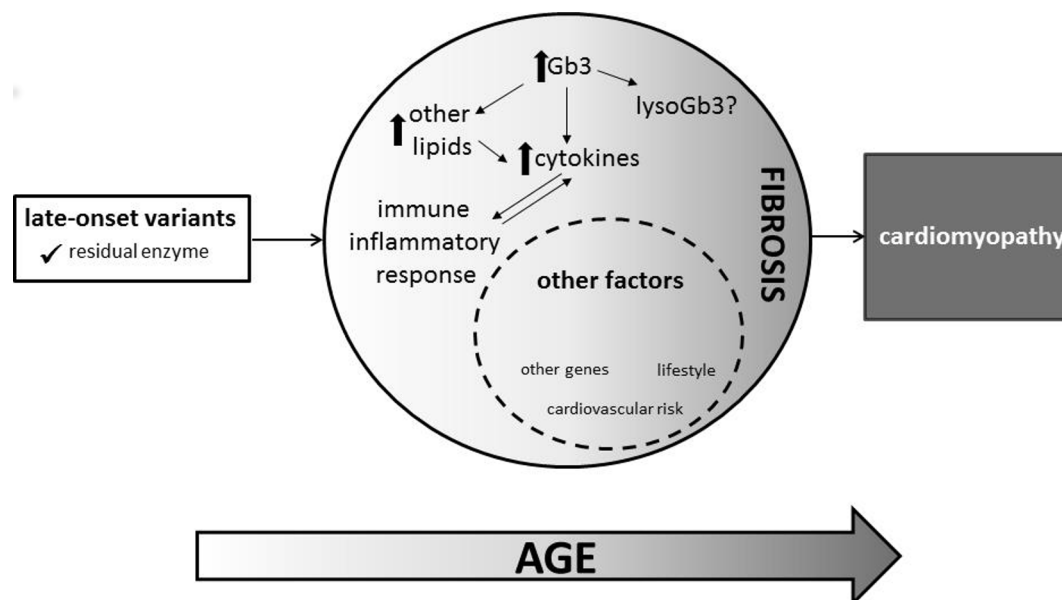 Gb3
other
lipids
lysoGb3?
cytokines
late-onset variants
✓ residual enzyme
immune
inflammatory
response
other factors
other genes
lifestyle
cardiovascular risk
FIBROSIS
cardiomyopathy
AGE